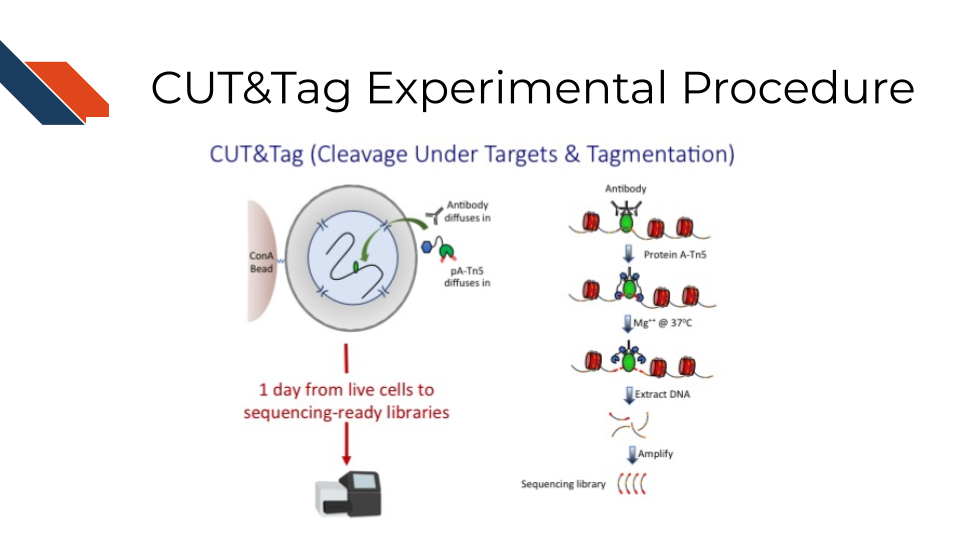 CUT&Tag Experimental Procedure
CUT&Tag (Cleavage Under Targets & Tagmentation)
Antibody
diffuses in
ConA
Bead
pA-Tn5
diffuses in
1 day from live cells to
sequencing-ready libraries
Antibody
Protein A-Tn5
Mg⁺⁺ @ 37⁰C
Extract DNA
Amplify
Sequencing library